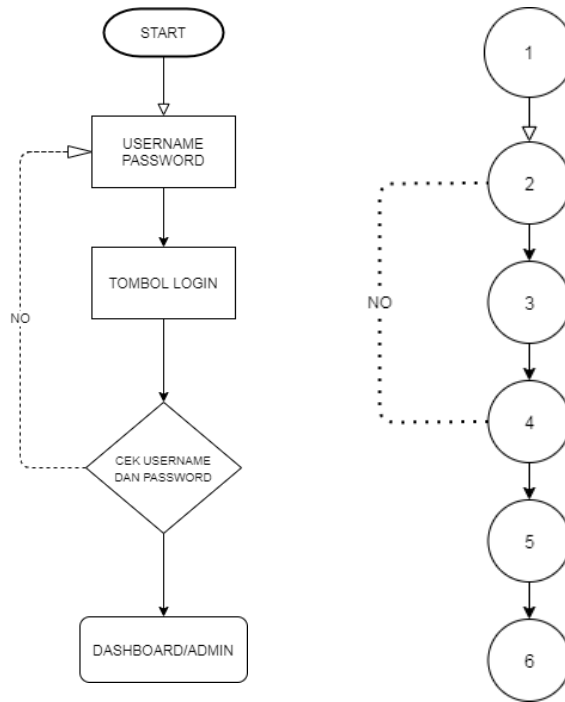 START
USERNAME
PASSWORD
TOMBOL LOGIN
NO
CEK USERNAME
DAN PASSWORD
DASHBOARD/ADMIN
1
2
3
NO
4
5
6